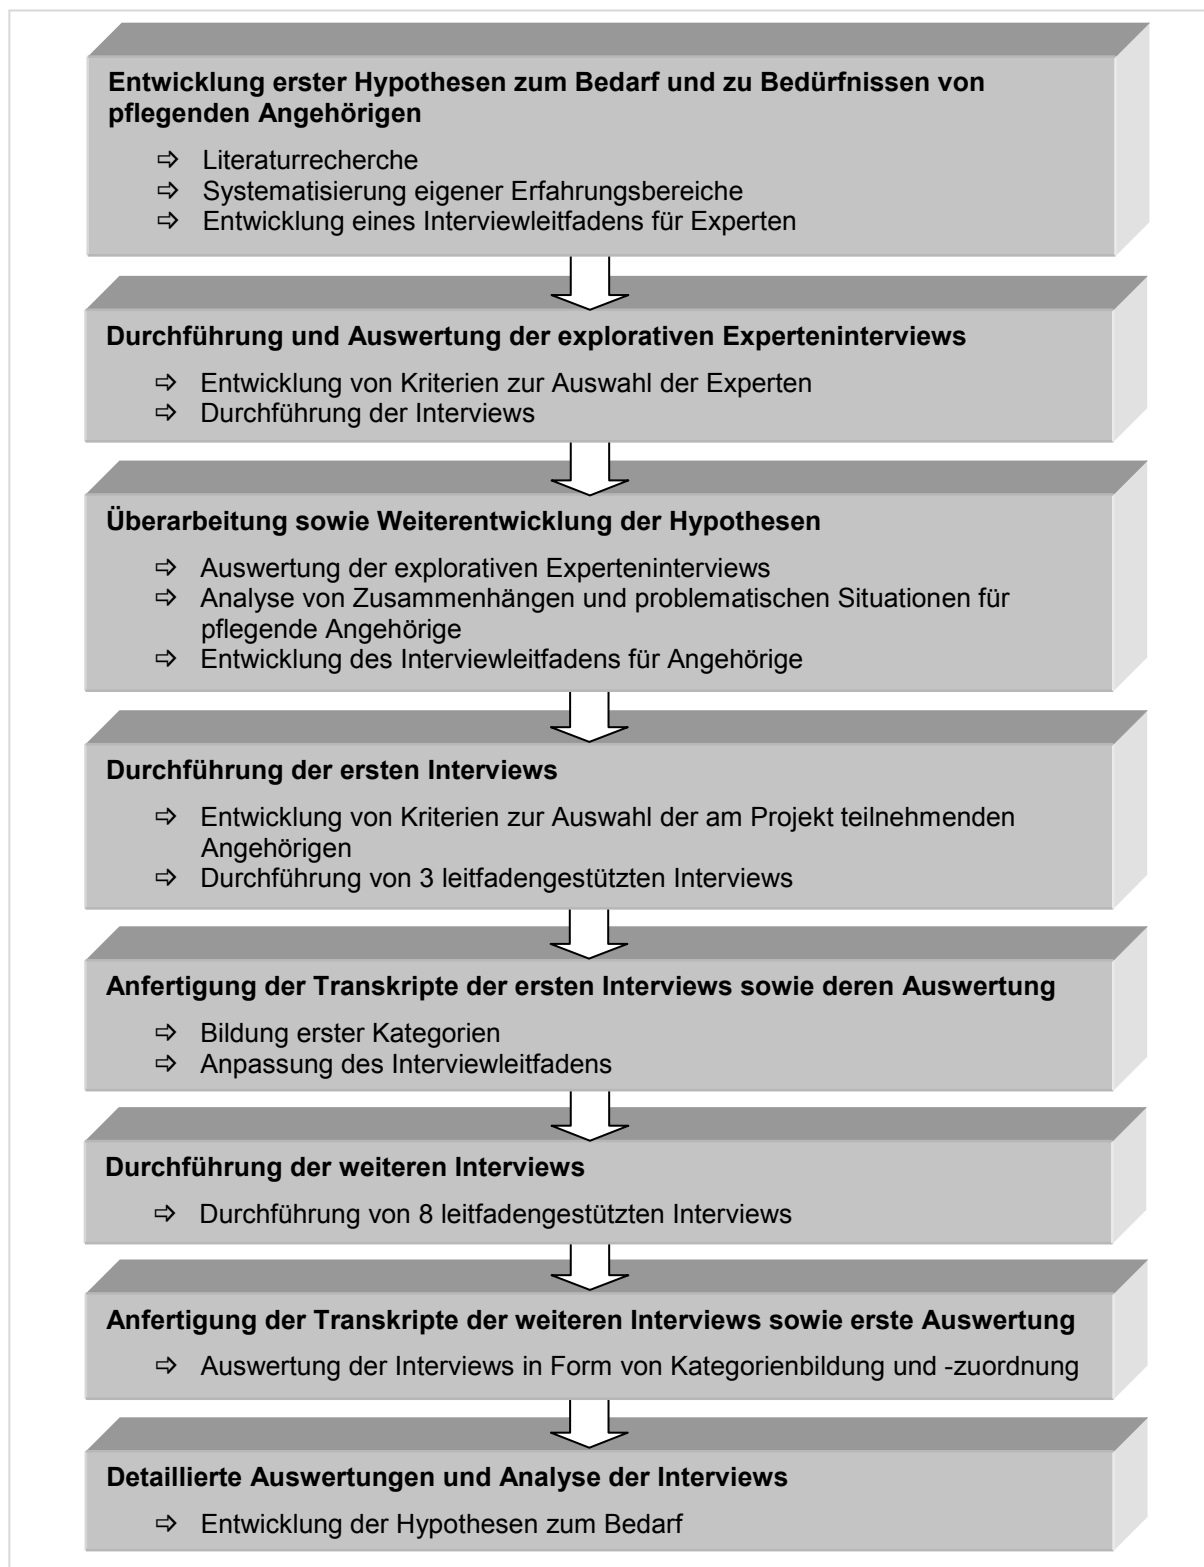 Entwicklung erster Hypothesen zum Bedarf und zu Bedürfnissen von
pflegenden Angehörigen
⇨ Literaturrecherche
⇨ Systematisierung eigener Erfahrungsbereiche
⇨ Entwicklung eines Interviewleitfadens für Experten
Durchführung und Auswertung der explorativen Experteninterviews
⇨ Entwicklung von Kriterien zur Auswahl der Experten
⇨ Durchführung der Interviews
Überarbeitung sowie Weiterentwicklung der Hypothesen
⇨ Auswertung der explorativen Experteninterviews
⇨ Analyse von Zusammenhängen und problematischen Situationen für
pflegende Angehörige
⇨ Entwicklung des Interviewleitfadens für Angehörige
Durchführung der ersten Interviews
⇨ Entwicklung von Kriterien zur Auswahl der am Projekt teilnehmenden
Angehörigen
⇨ Durchführung von 3 leitfadengestützten Interviews
Anfertigung der Transkripte der ersten Interviews sowie deren Auswertung
⇨ Bildung erster Kategorien
⇨ Anpassung des Interviewleitfadens
Durchführung der weiteren Interviews
⇨ Durchführung von 8 leitfadengestützten Interviews
Anfertigung der Transkripte der weiteren Interviews sowie erste Auswertung
⇨ Auswertung der Interviews in Form von Kategorienbildung und -zuordnung
Detaillierte Auswertungen und Analyse der Interviews
⇨ Entwicklung der Hypothesen zum Bedarf